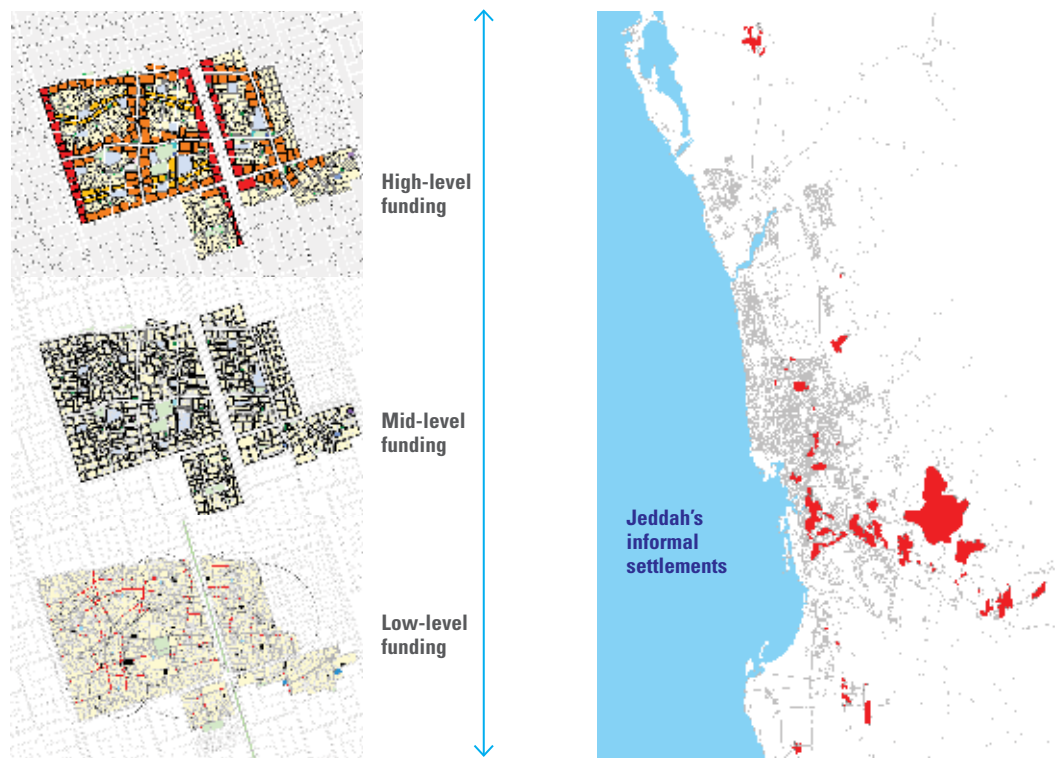 High-level
funding
Mid-level
funding
Low-level
funding
Jeddah's
informal
settlements